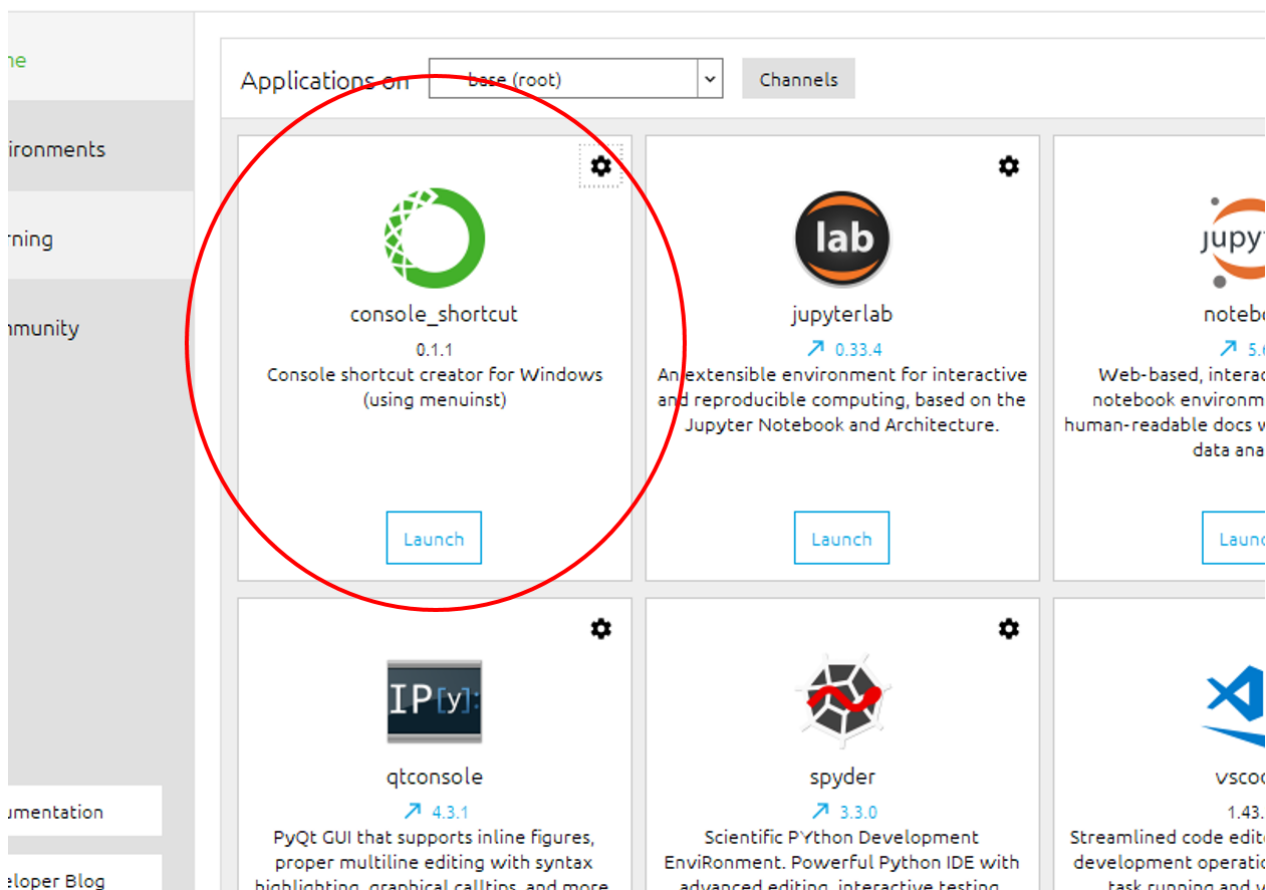 ne
ironments
rning
mmunity
umentation
eloper Blog
Applications on base (root) Channels
console_shortcut
0.1.1
Console shortcut creator for Windows
(using menuinst)
Launch
lab
jupyterlab
0.33.4
An extensible environment for interactive
and reproducible computing, based on the
Jupyter Notebook and Architecture.
Launch
jupyt
notebo
5.6
Web-based, interac
notebook environm
human-readable docs w
data ana
Launc
IP[y]:
qtconsole
4.3.1
PyQt GUI that supports inline figures,
proper multiline editing with syntax
highlighting, graphical calltips, and more
spyder
3.3.0
Scientific PYthon Development
EnviRonment. Powerful Python IDE with
advanced editing, interactive testing,
vscod
1.43.
Streamlined code edito
development operatio
task running and v